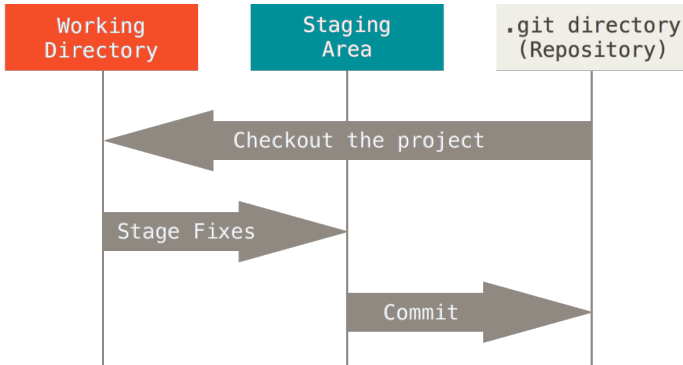 Working
Directory
Staging
Area
.git directory
(Repository)
Checkout the project
Stage Fixes
Commit